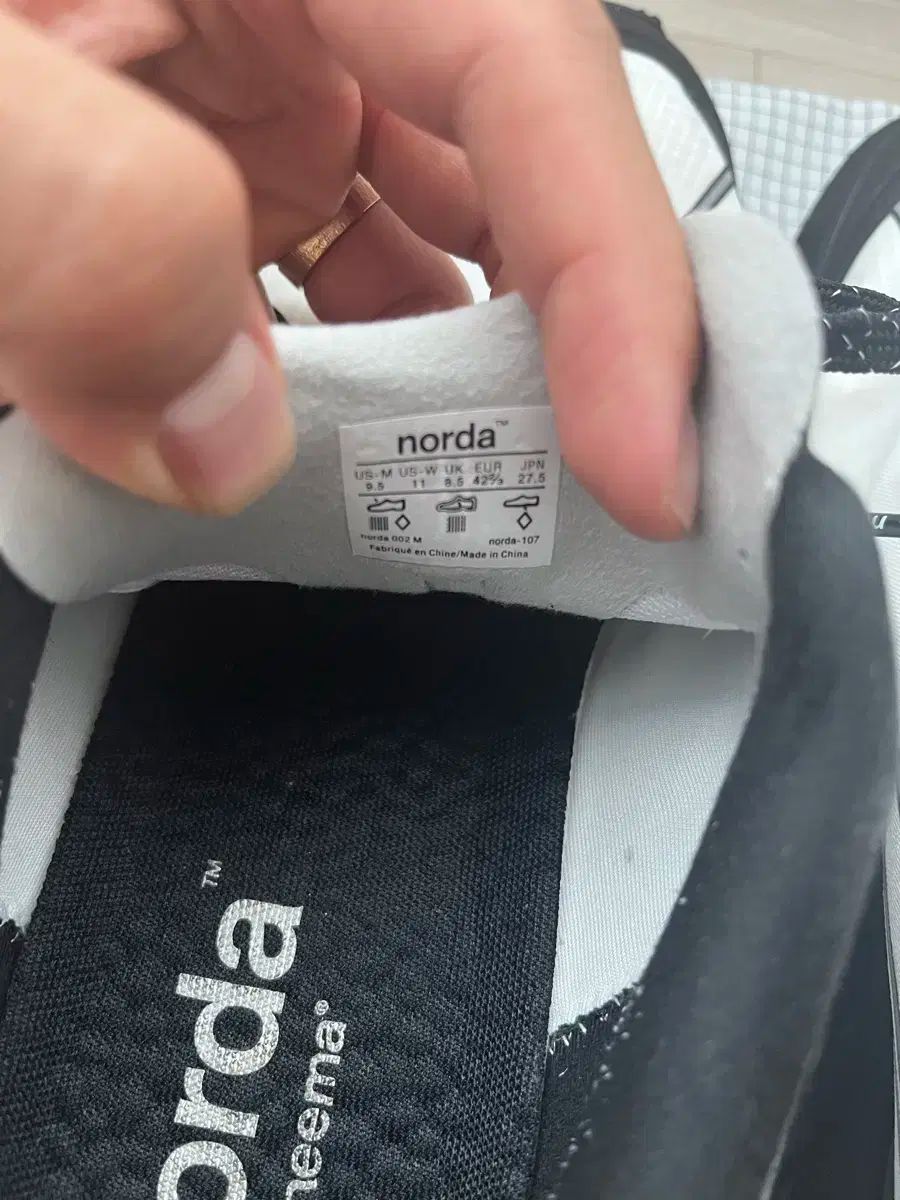 norda™
US-M US-W UK EUR JPN
9.5 11 8.5 42⅔ 27.5
norda 002 M norda-107
Fabriqué en Chine/Made in China
orda™
neema®